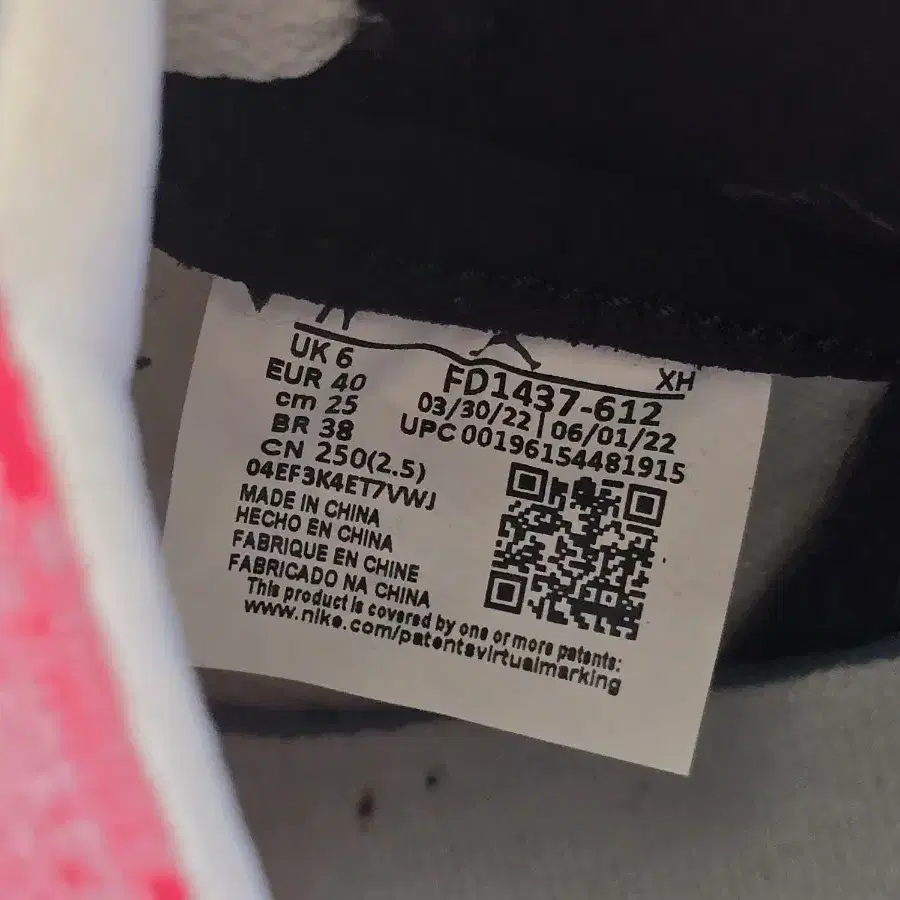 UK 6
EUR 40
cm 25
BR 38
CN 250(2.5)
04EF3K4ET7VWJ
MADE IN CHINA
HECHO EN CHINA
FABRIQUE EN CHINE
FABRICADO NA CHINA
XH
FD1437-612
03/30/22 | 06/01/22
UPC 00196154481915
This product is covered by one or more patents:
www.nike.com/patentsvirtualmarking